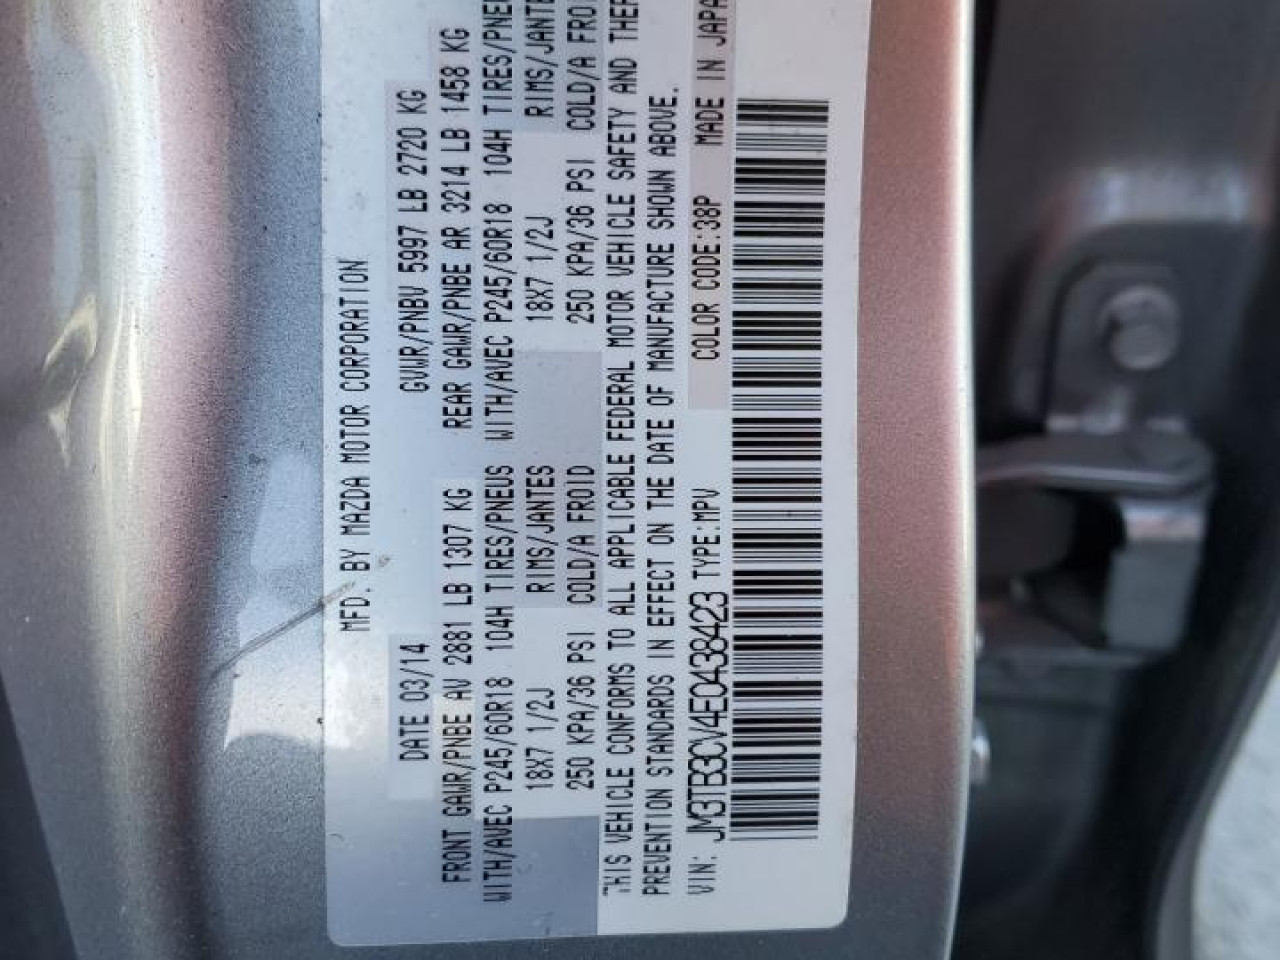 MFD. BY MAZDA MOTOR CORPORATION
DATE 03/14 GVWR/PNBV 5997 LB 2720 KG
FRONT GAWR/PNBE AV 2881 LB 1307 KG REAR GAWR/PNBE AR 3214 LB 1458 KG
WITH/AVEC P245/60R18 104H TIRES/PNEUS WITH/AVEC P245/60R18 104H TIRES/PNE
18X7 1/2J RIMS/JANTES 18X7 1/2J RIMS/JANTE
250 KPA/36 PSI COLD/A FROID 250 KPA/36 PSI COLD/A FROI
THIS VEHICLE CONFORMS TO ALL APPLICABLE FEDERAL MOTOR VEHICLE SAFETY AND THEF
PREVENTION STANDARDS IN EFFECT ON THE DATE OF MANUFACTURE SHOWN ABOVE.
VIN: JM3TB3CV4E0438423 TYPE:MPV COLOR CODE:38P MADE IN JAPA